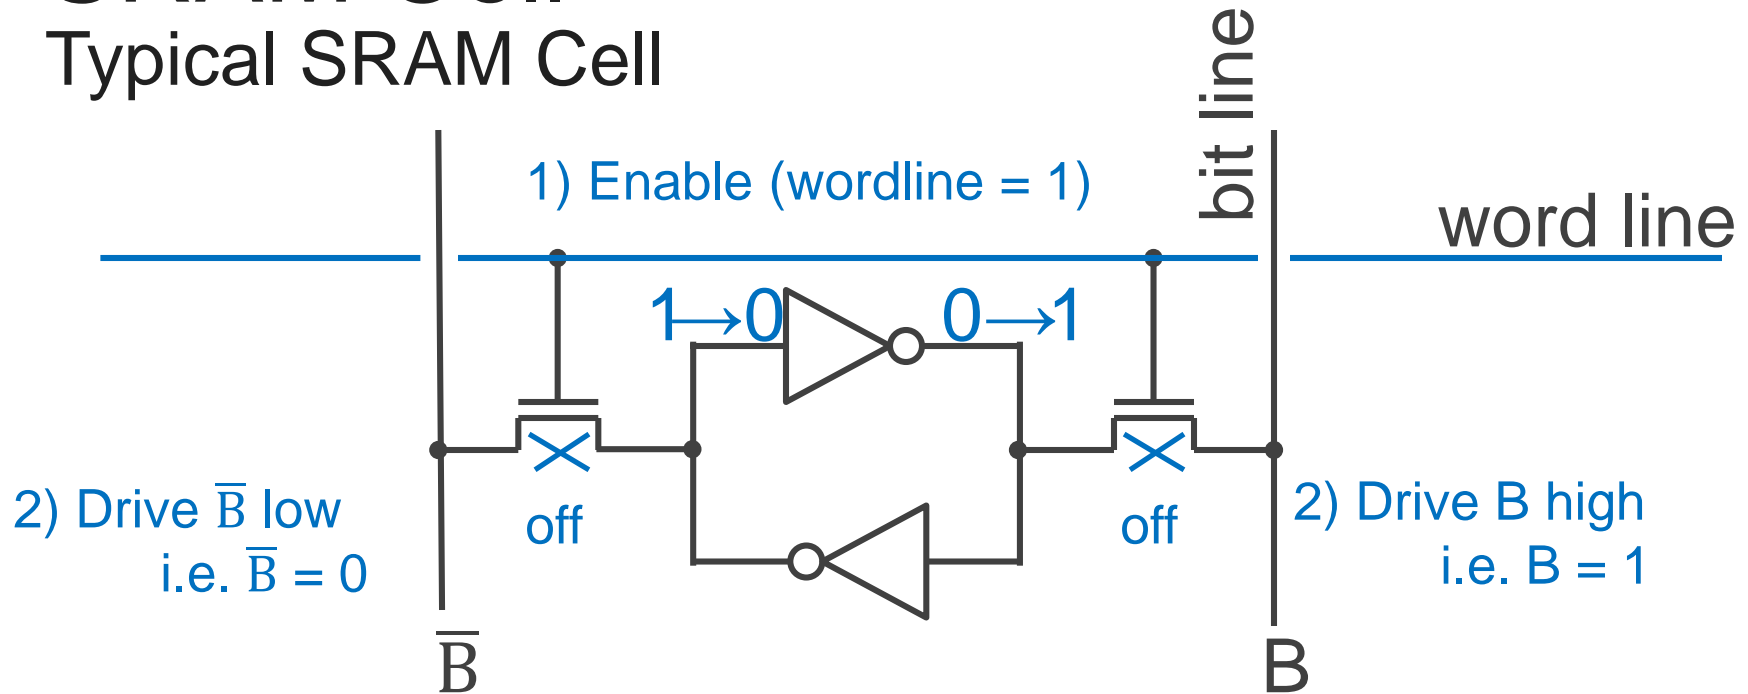 Typical SRAM Cell
bit line
1) Enable (wordline = 1)
word line
1→0
0→1
off
off
2) Drive B̅ low
i.e. B̅ = 0
2) Drive B high
i.e. B = 1
B̅
B